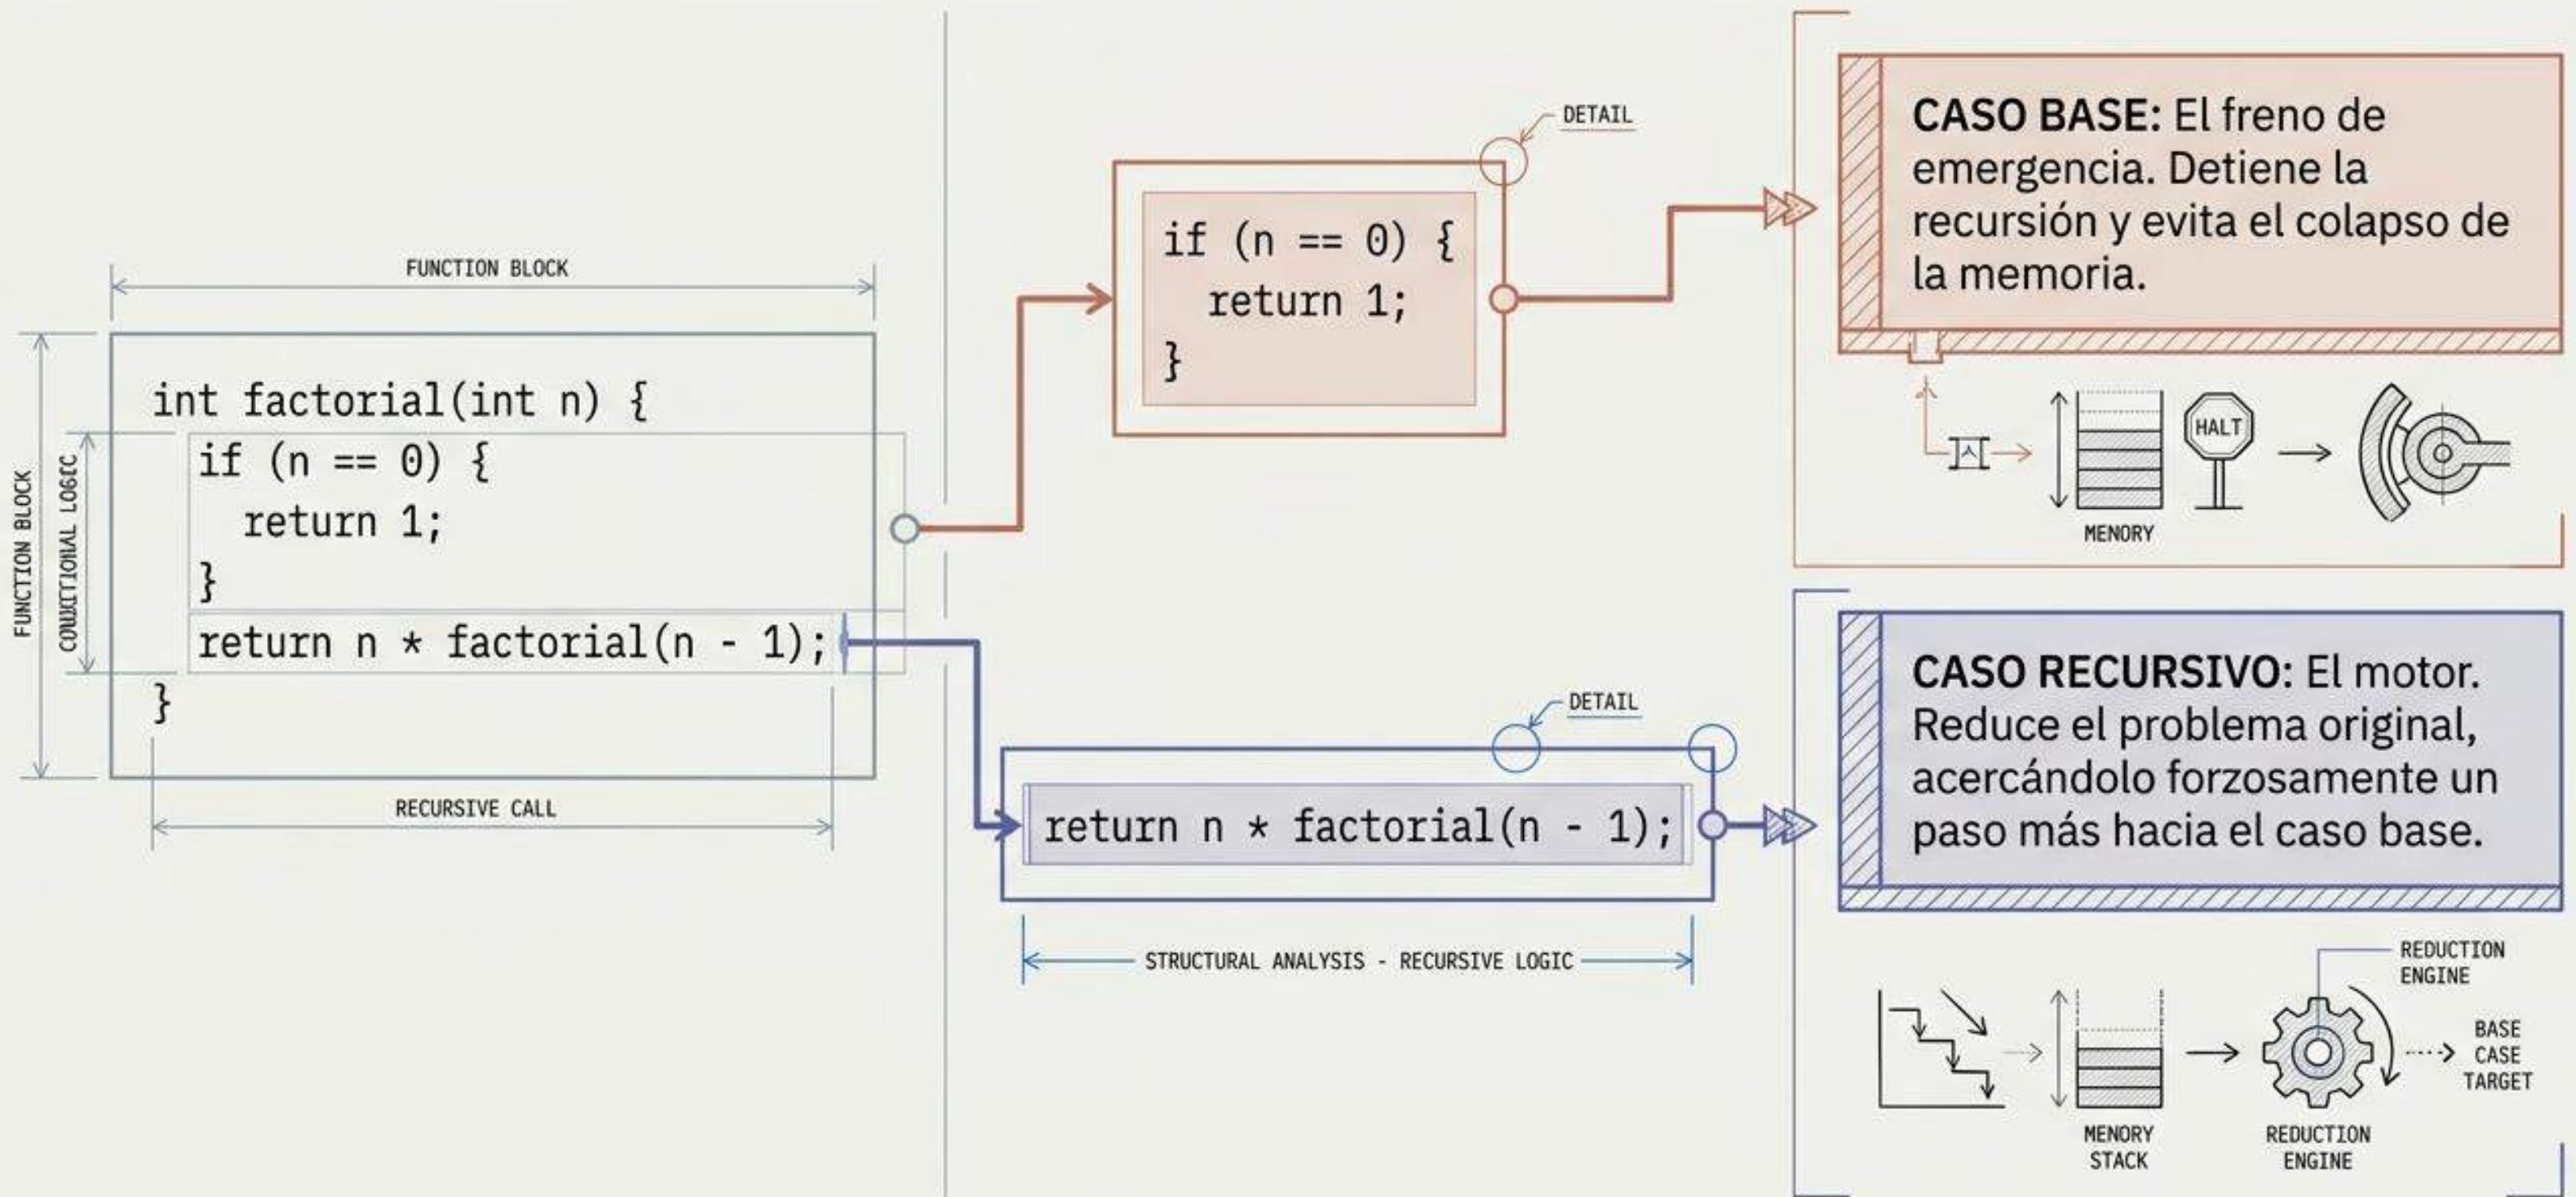 FUNCTION BLOCK
FUNCTION BLOCK
int factorial(int n) {
if (n == 0) {
return 1;
}
return n * factorial(n - 1);
}
RECURSIVE CALL
DETAIL
if (n == 0) {
return 1;
}
DETAIL
return n * factorial(n - 1);
STRUCTURAL ANALYSIS - RECURSIVE LOGIC
CASO BASE: El freno de
emergencia. Detiene la
recursión y evita el colapso de
la memoria.
HALT
MENORY
CASO RECURSIVO: El motor.
Reduce el problema original,
acercándolo forzosamente un
paso más hacia el caso base.
REDUCTION
ENGINE
BASE
CASE
TARGET
MENORY
STACK
REDUCTION
ENGINE